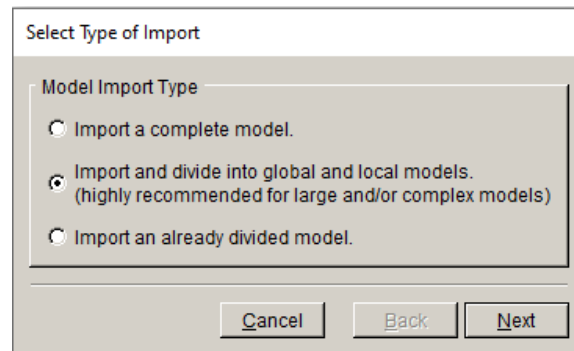 Select Type of Import
Model Import Type
Import a complete model.
Import and divide into global and local models.
(highly recommended for large and/or complex models)
Import an already divided model.
Cancel
Back
Next